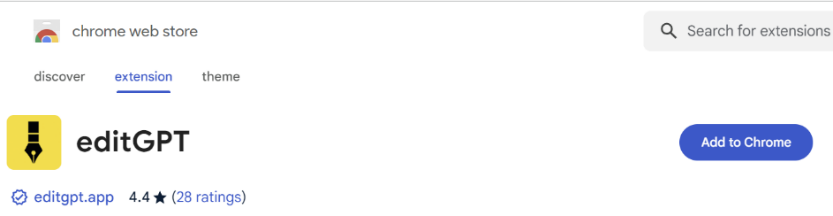 chrome web store
Search for extensions
discover extension theme
editGPT
Add to Chrome
editgpt.app 4.4★ (28 ratings)